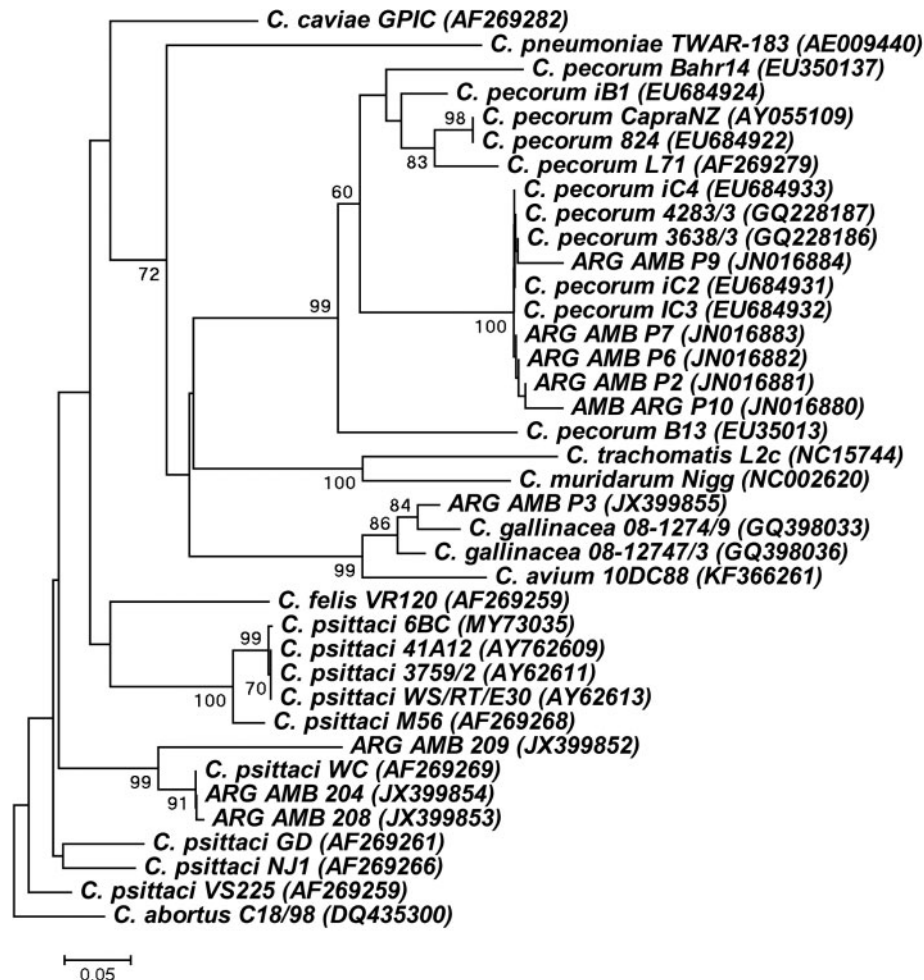 C. caviae GPIC (AF269282)
C. pneumoniae TWAR-183 (AE009440)
C. pecorum Bahr14 (EU350137)
C. pecorum iB1 (EU684924)
98 C. pecorum CapraNZ (AY055109)
C. pecorum 824 (EU684922)
83 C. pecorum L71 (AF269279)
60 C. pecorum iC4 (EU684933)
C. pecorum 4283/3 (GQ228187)
C. pecorum 3638/3 (GQ228186)
72 ARG AMB P9 (JN016884)
C. pecorum iC2 (EU684931)
99 C. pecorum IC3 (EU684932)
100 ARG AMB P7 (JN016883)
ARG AMB P6 (JN016882)
ARG AMB P2 (JN016881)
AMB ARG P10 (JN016880)
C. pecorum B13 (EU35013)
C. trachomatis L2c (NC15744)
100 C. muridarum Nigg (NC002620)
84 ARG AMB P3 (JX399855)
86 C. gallinacea 08-1274/9 (GQ398033)
C. gallinacea 08-12747/3 (GQ398036)
99 C. avium 10DC88 (KF366261)
C. felis VR120 (AF269259)
C. psittaci 6BC (MY73035)
99 C. psittaci 41A12 (AY762609)
C. psittaci 3759/2 (AY62611)
100 70 C. psittaci WS/RT/E30 (AY62613)
C. psittaci M56 (AF269268)
ARG AMB 209 (JX399852)
99 C. psittaci WC (AF269269)
91 ARG AMB 204 (JX399854)
ARG AMB 208 (JX399853)
C. psittaci GD (AF269261)
C. psittaci NJ1 (AF269266)
C. psittaci VS225 (AF269259)
C. abortus C18/98 (DQ435300)
0.05